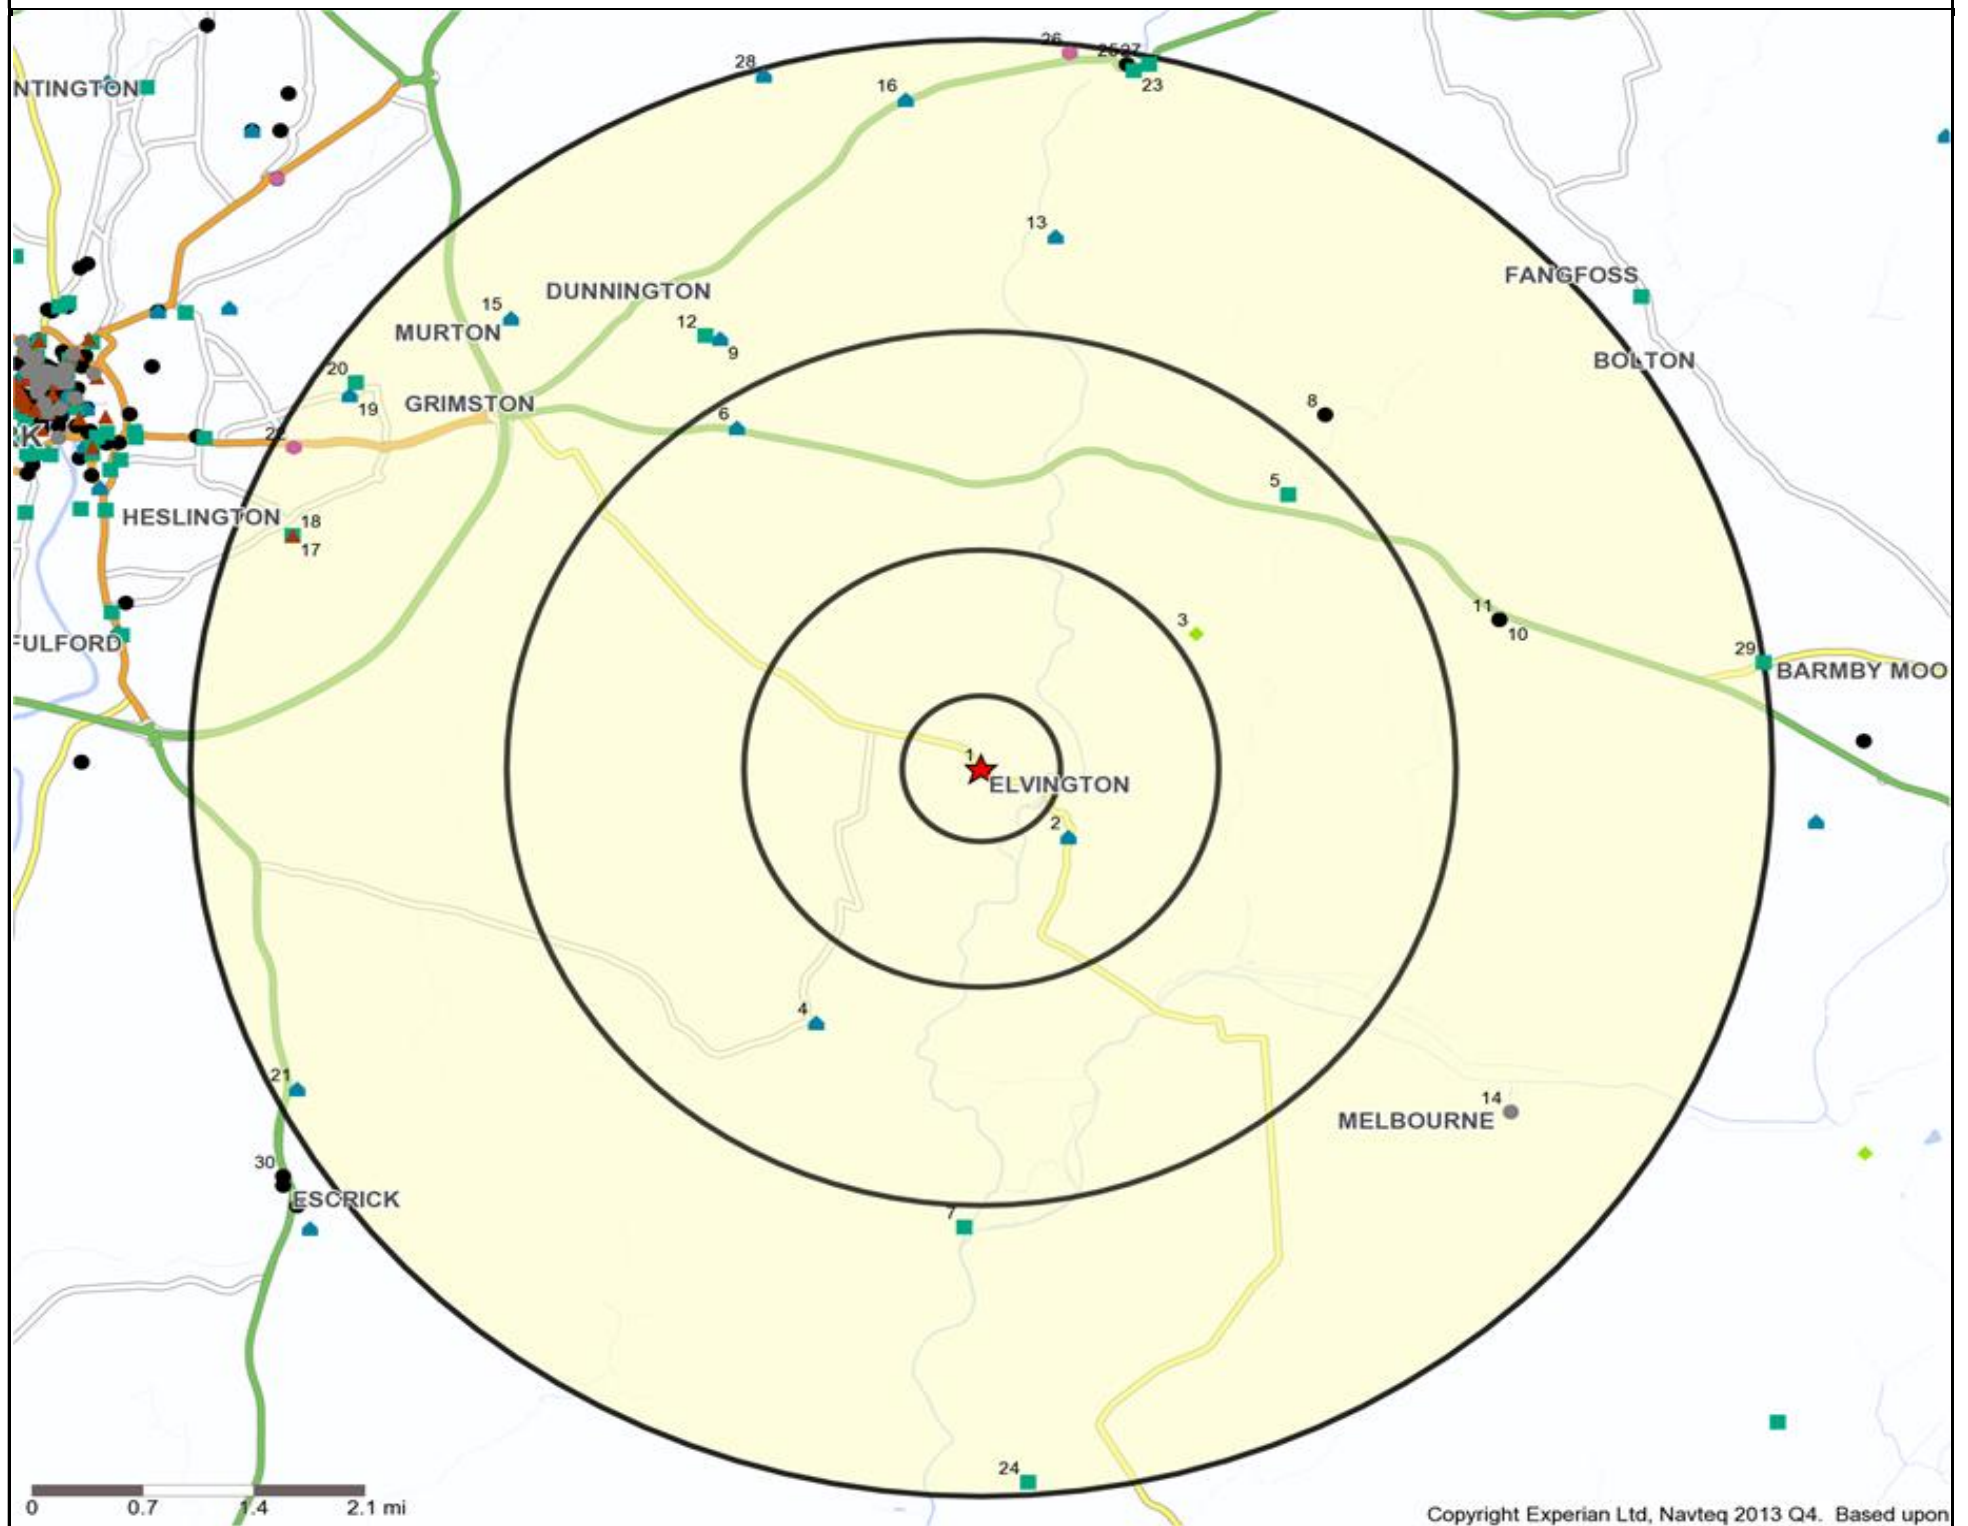 26
2527
28
NTINGTON
16
23
13
FANGFOSS
DUNNINGTON
15
12
MURTON
9
BOLTON
20
19
GRIMSTON
8
6
22
K
5
HESLINGTON
18
17
11
3
10
FULFORD
29
BARMBY MOO
1
ELVINGTON
2
4
21
14
MELBOURNE
30
ESCRICK
7
24
0 0.7 1.4 2.1 mi
Copyright Experian Ltd, Navteq 2013 Q4. Based upon